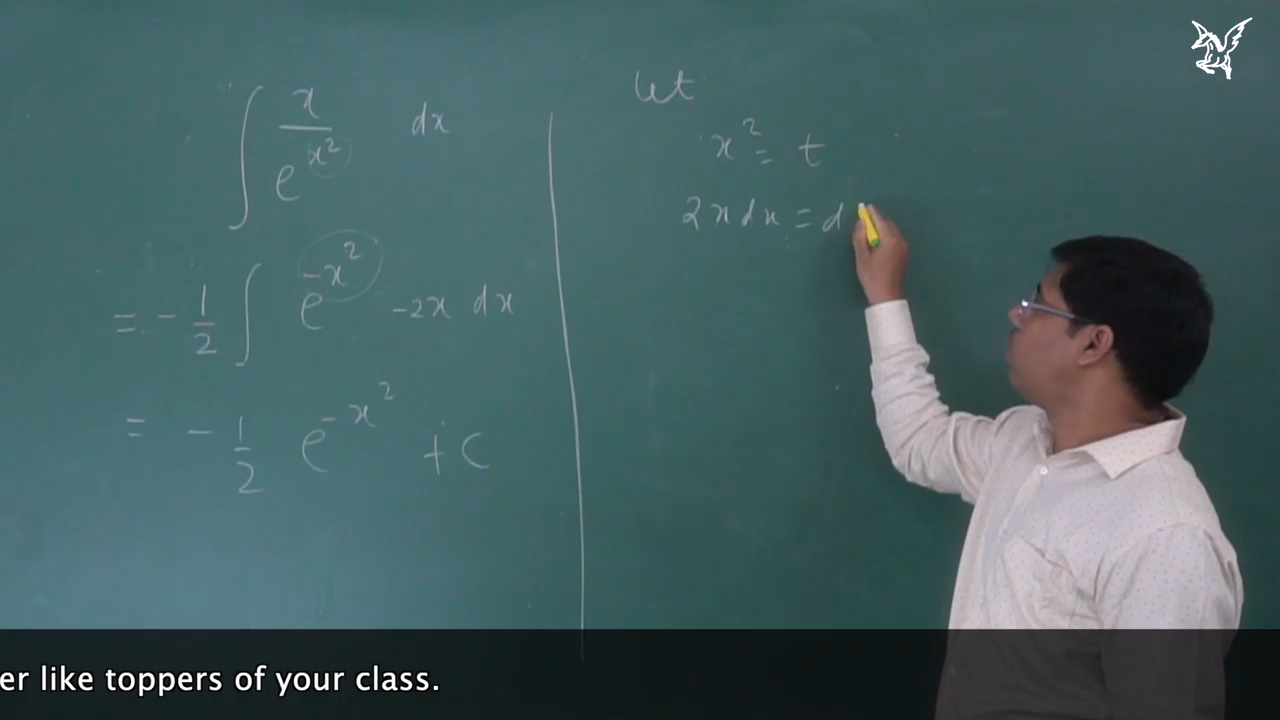 ∫ x / e^(x²) dx
= - 1/2 ∫ e^(-x²) -2x dx
= - 1/2 e^(-x²) + c
let
x² = t
2x dx = d
er like toppers of your class.